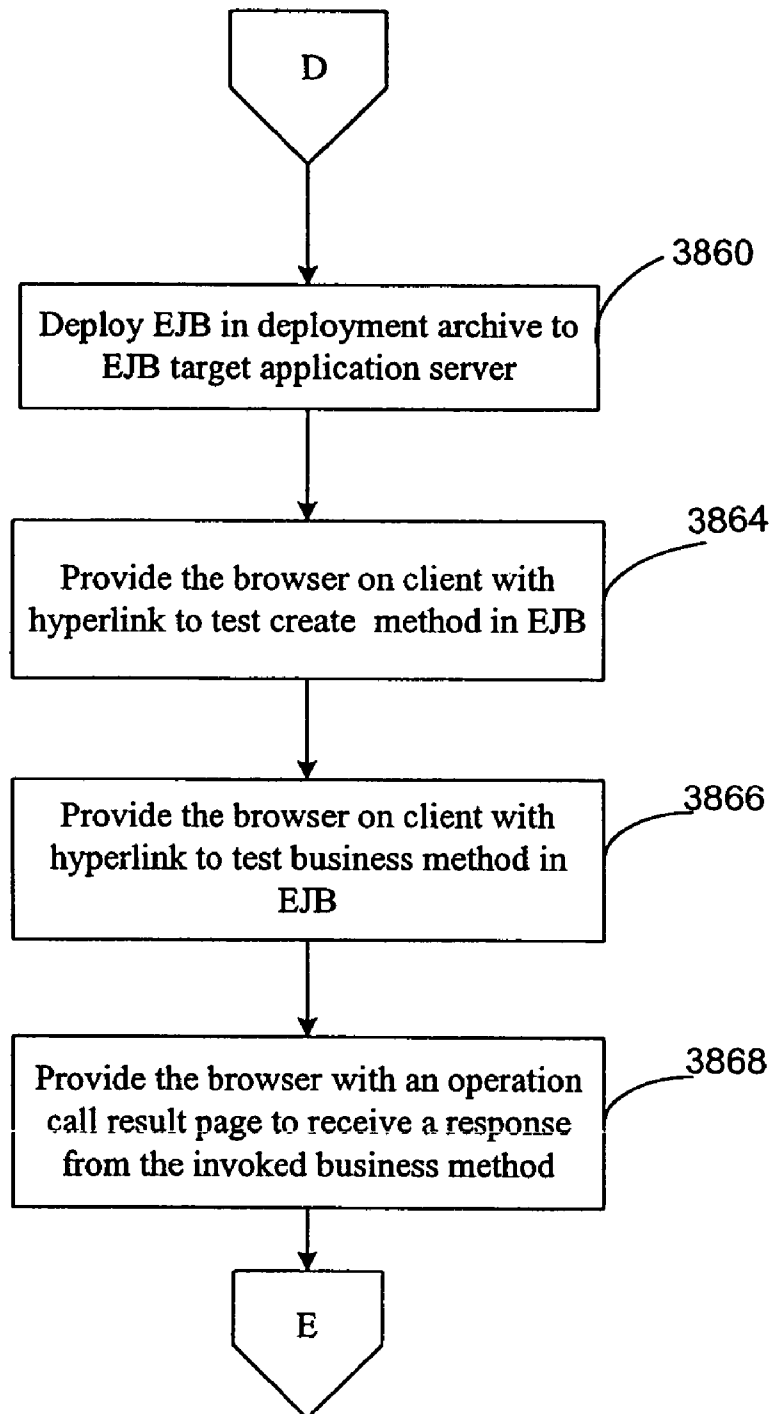 D
3860
Deploy EJB in deployment archive to
EJB target application server
3864
Provide the browser on client with
hyperlink to test create method in EJB
3866
Provide the browser on client with
hyperlink to test business method in
EJB
3868
Provide the browser with an operation
call result page to receive a response
from the invoked business method
E